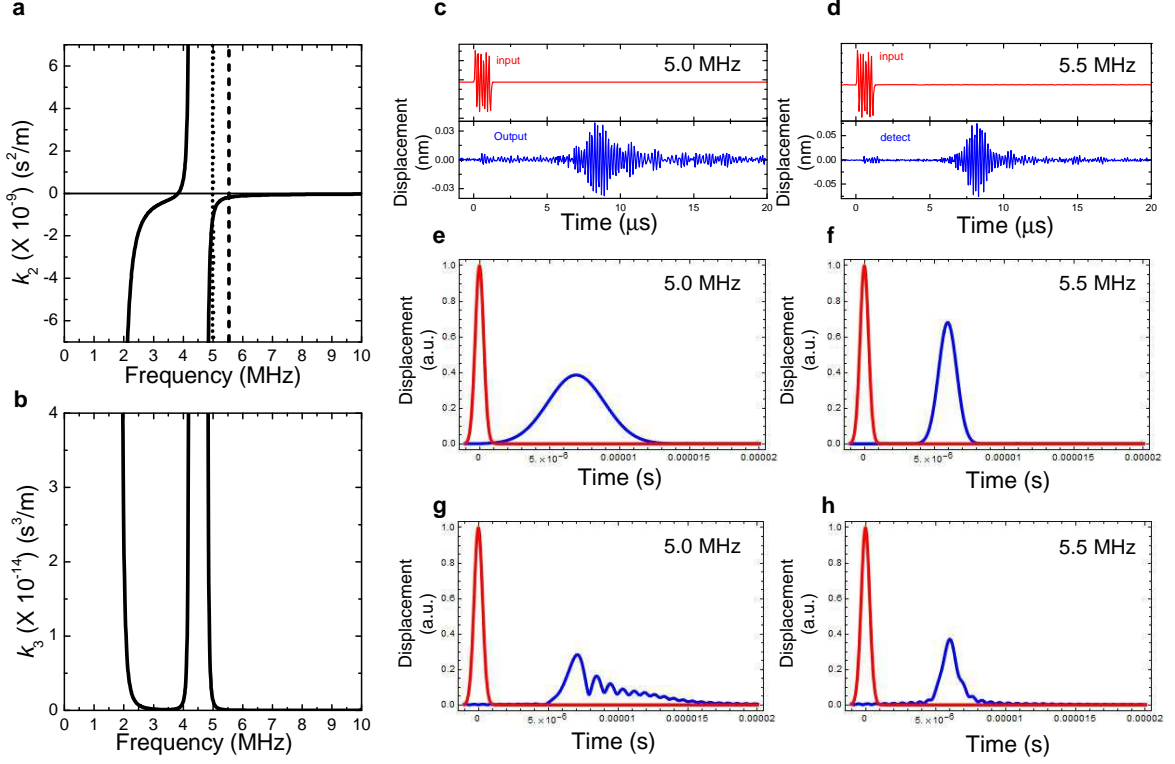 a
k₂ (X 10⁻⁹) (s²/m)
6
4
2
0
-2
-4
-6
0 1 2 3 4 5 6 7 8 9 10
Frequency (MHz)
b
k₃ (X 10⁻¹⁴) (s³/m)
4
3
2
1
0
0 1 2 3 4 5 6 7 8 9 10
Frequency (MHz)
c
input
5.0 MHz
Output
0.03
0.00
-0.03
Displacement
(nm)
0 5 10 15 20
Time (μs)
d
input
5.5 MHz
detect
0.05
0.00
-0.05
Displacement
(nm)
0 5 10 15 20
Time (μs)
e
5.0 MHz
Displacement
(a.u.)
1.0
0.8
0.6
0.4
0.2
0.0
0 5.×10⁻⁶ 0.00001 0.000015 0.00002
Time (s)
f
5.5 MHz
Displacement
(a.u.)
1.0
0.8
0.6
0.4
0.2
0.0
0 5.×10⁻⁶ 0.00001 0.000015 0.00002
Time (s)
g
5.0 MHz
Displacement
(a.u.)
1.0
0.8
0.6
0.4
0.2
0.0
0 5.×10⁻⁶ 0.00001 0.000015 0.00002
Time (s)
h
5.5 MHz
Displacement
(a.u.)
1.0
0.8
0.6
0.4
0.2
0.0
0 5.×10⁻⁶ 0.00001 0.000015 0.00002
Time (s)